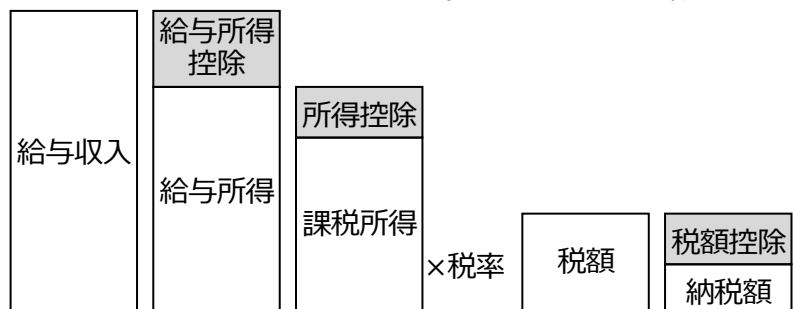 給与収入
給与所得
控除
給与所得
所得控除
課税所得
×税率
税額
税額控除
納税額